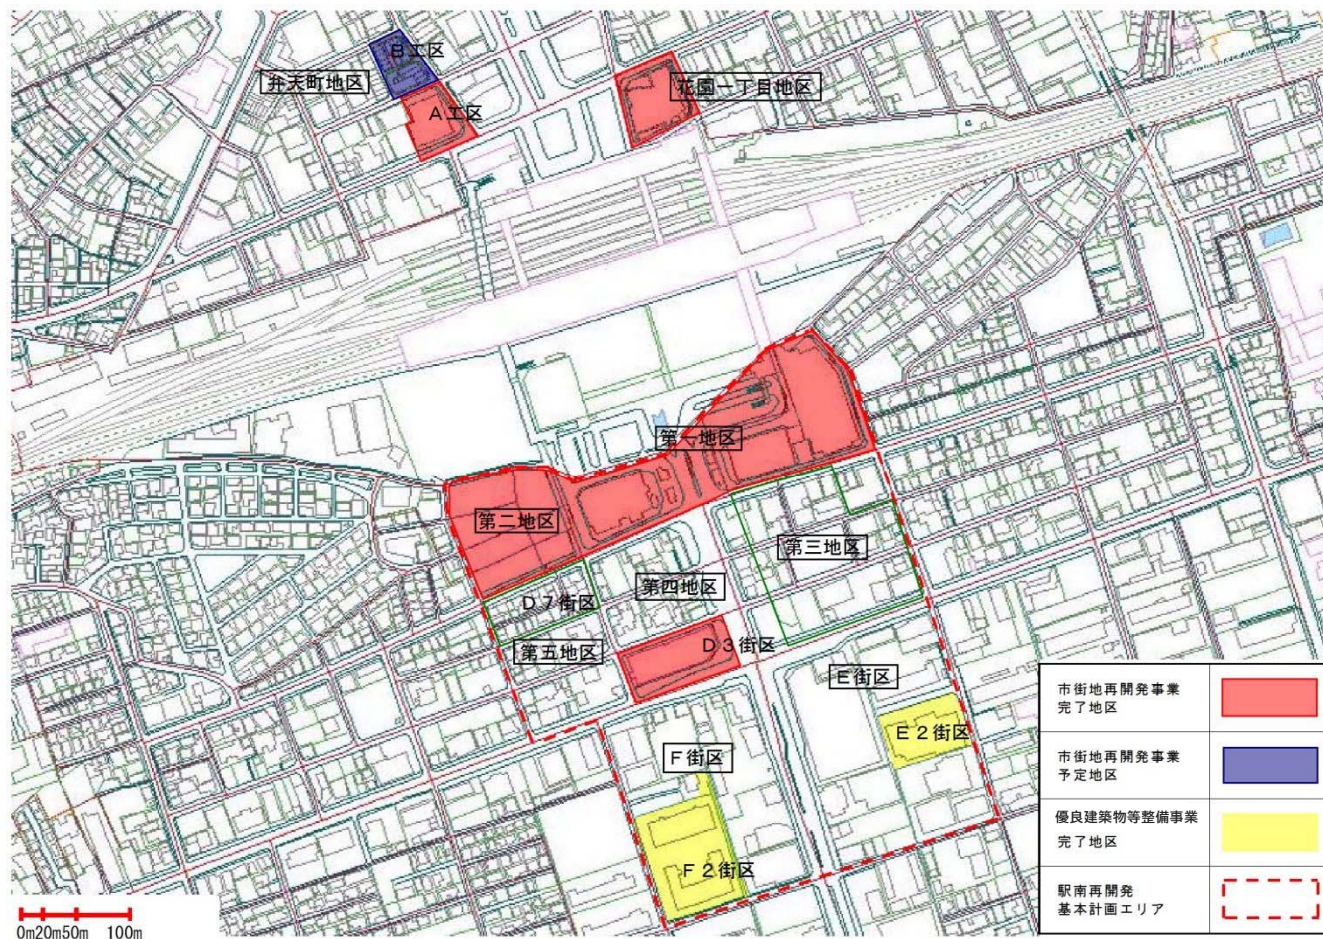 B工区
弁天町地区
A工区
花園一丁目地区
第一地区
第二地区
第三地区
第四地区
D7街区
第五地区
D3街区
E街区
E2街区
F街区
F2街区
市街地再開発事業
完了地区
市街地再開発事業
予定地区
優良建築物等整備事業
完了地区
駅南再開発
基本計画エリア
0m20m50m 100m